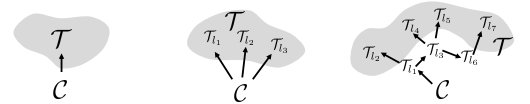 𝒯
𝒞
𝒯
𝒯_{l_1} 𝒯_{l_2} 𝒯_{l_3}
𝒞
𝒯_{l_4} 𝒯_{l_5} 𝒯_{l_7}
𝒯_{l_2} 𝒯_{l_3} 𝒯_{l_6} 𝒯
𝒯_{l_1}
𝒞